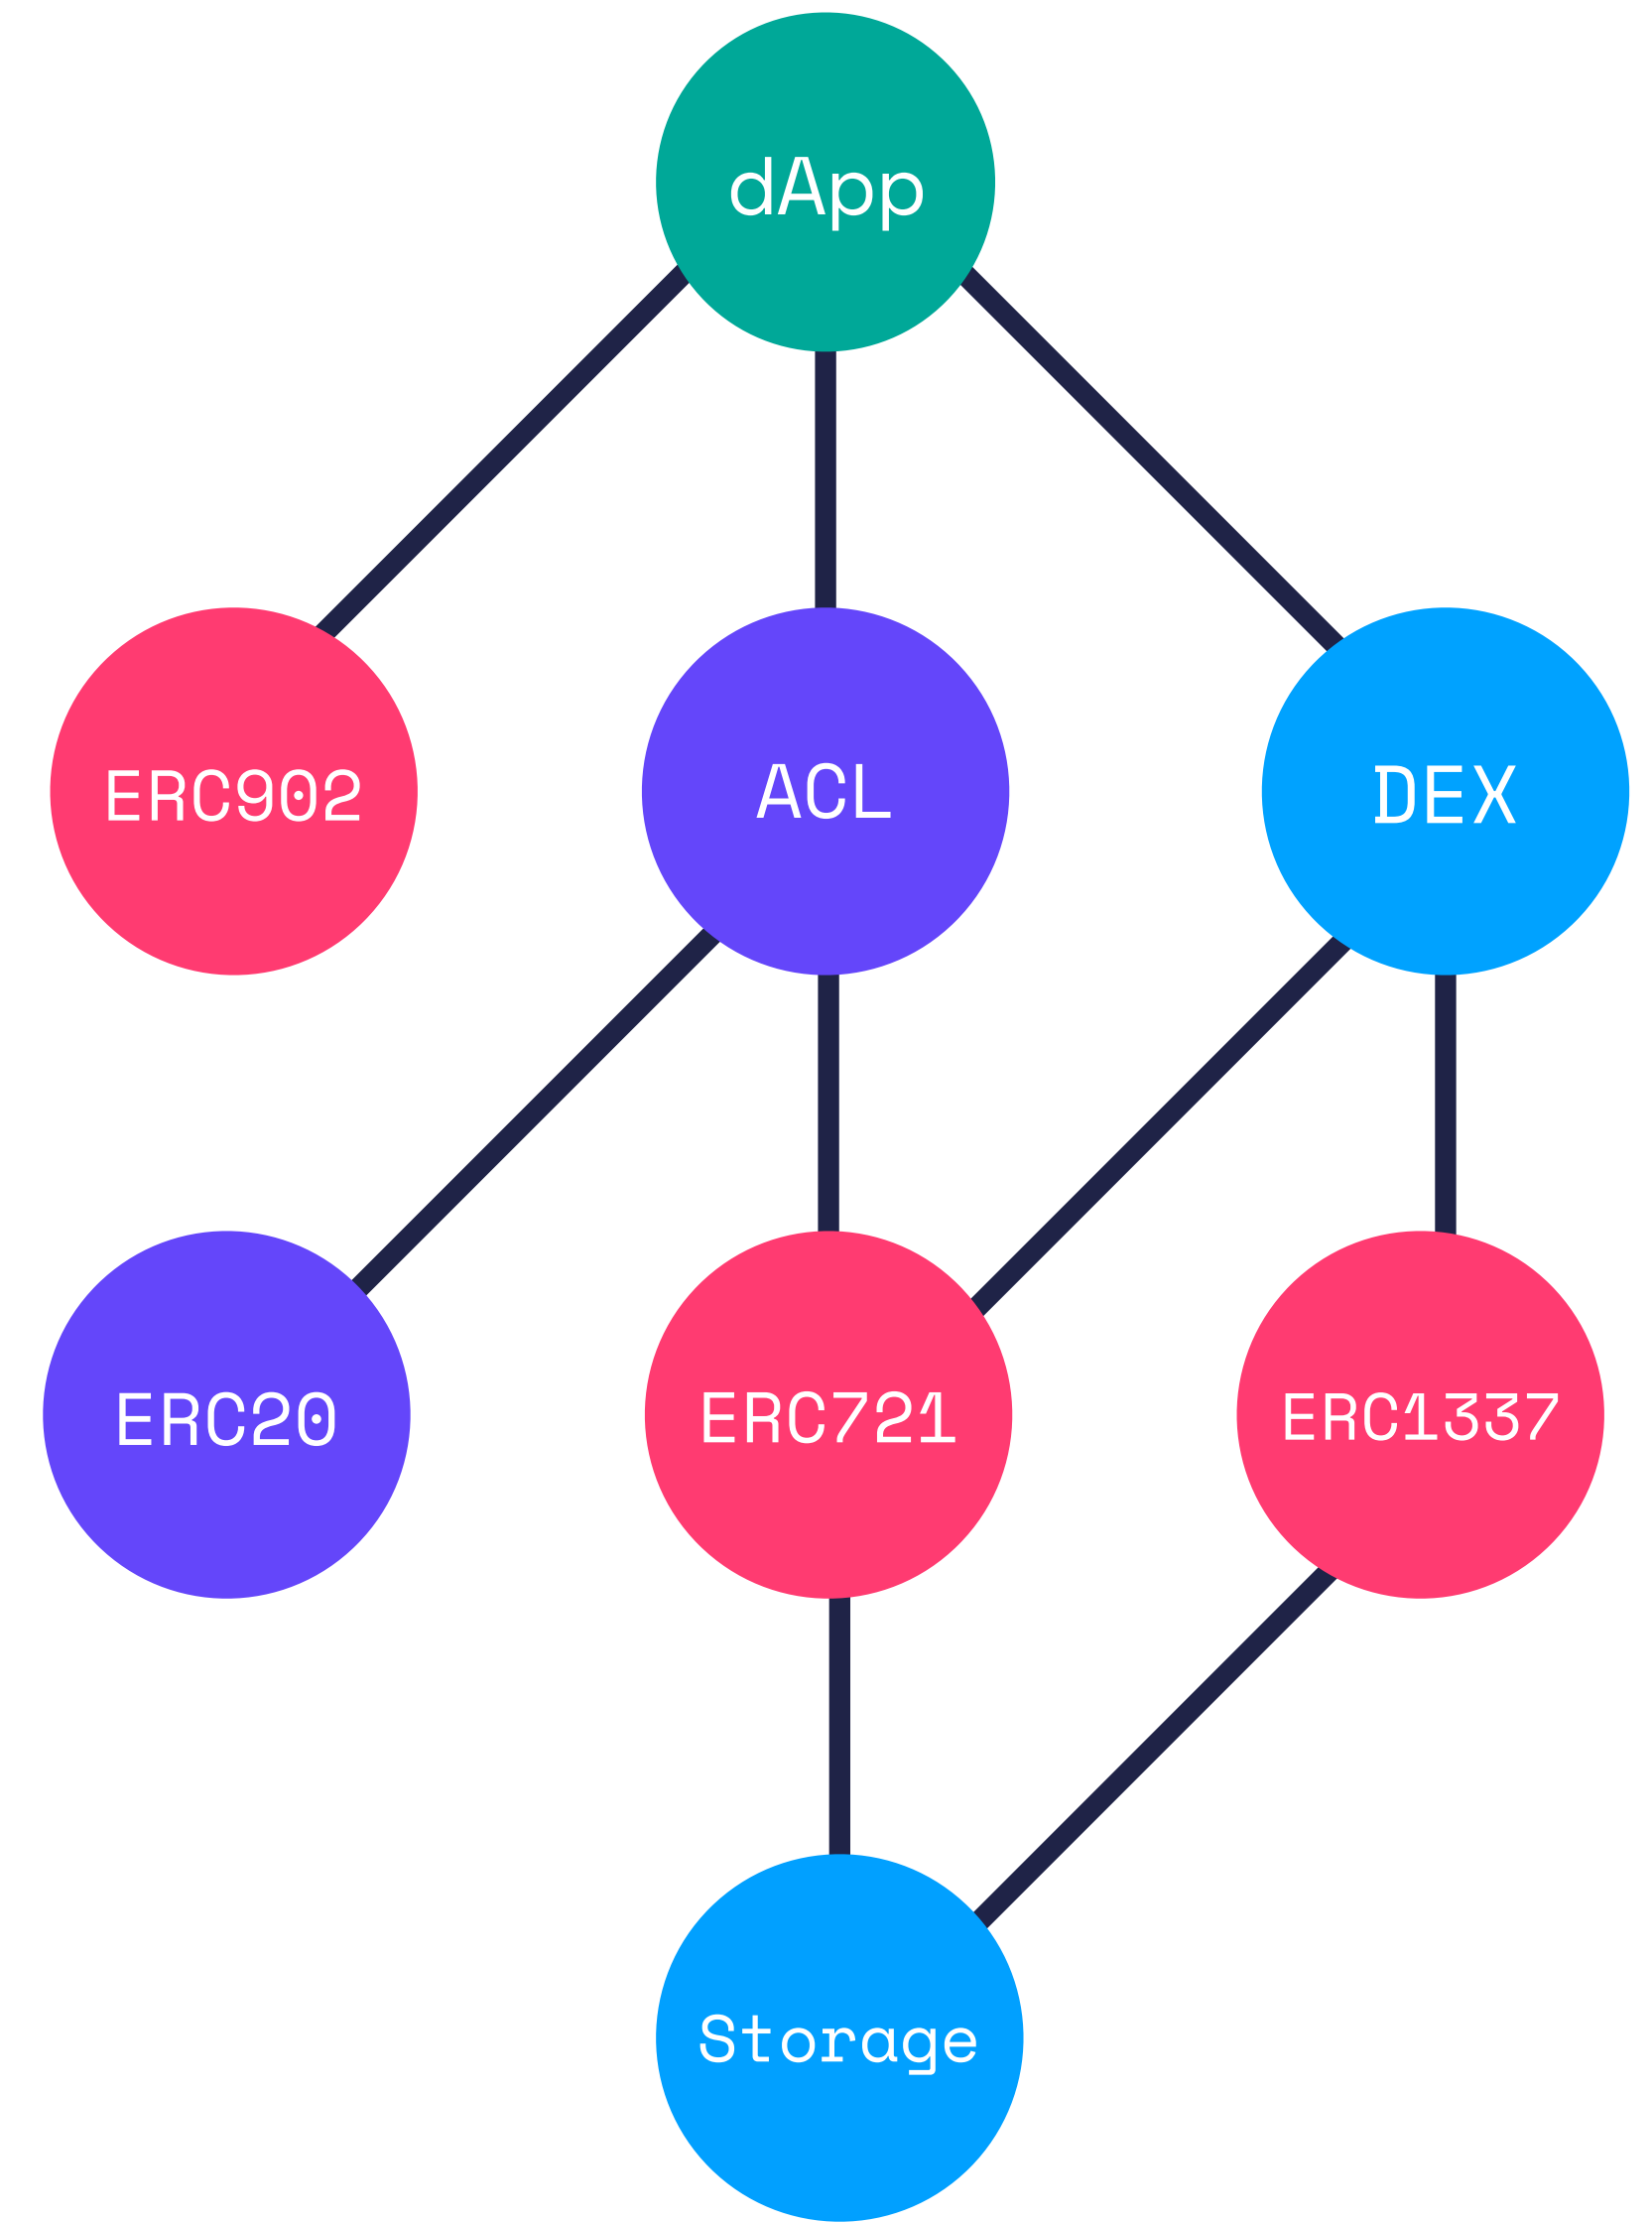 dApp
ERC902
ACL
DEX
ERC20
ERC721
ERC1337
Storage